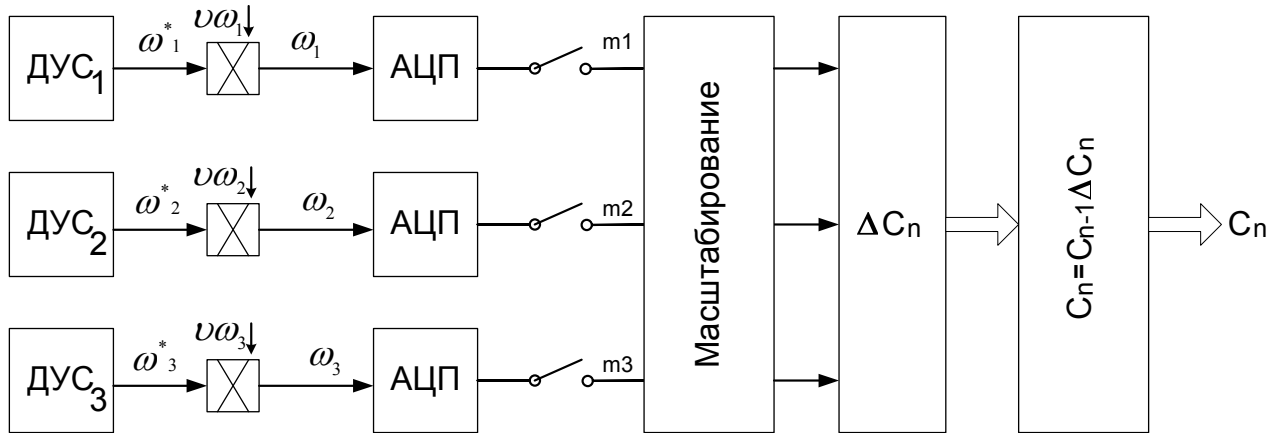 ДУС1 ω*1 υω1 ω1 АЦП m1
ДУС2 ω*2 υω2 ω2 АЦП m2
ДУС3 ω*3 υω3 ω3 АЦП m3
Масштабирование
ΔCn
Cn=Cn-1ΔCn
Cn